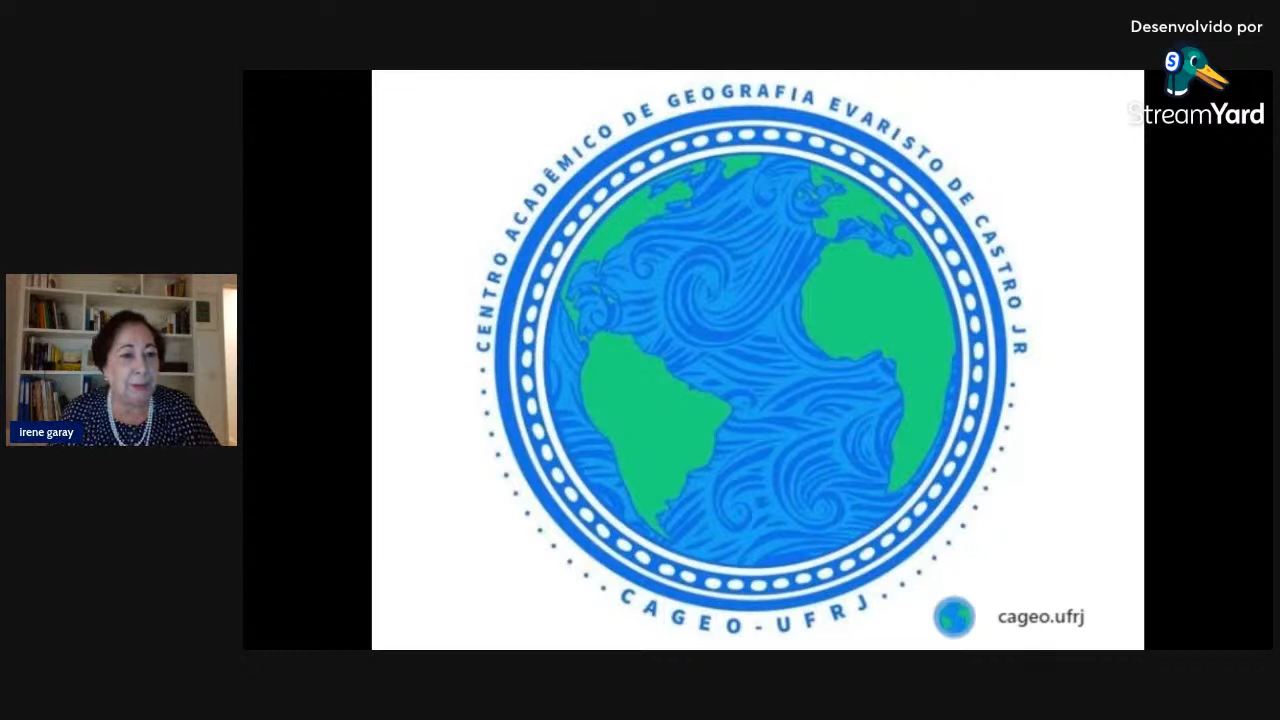 Desenvolvido por
StreamYard
CENTRO ACADÊMICO DE GEOGRAFIA EVARISTO DE CASTRO JR
CAGEO-UFRJ
cageo.ufrj
irene garay